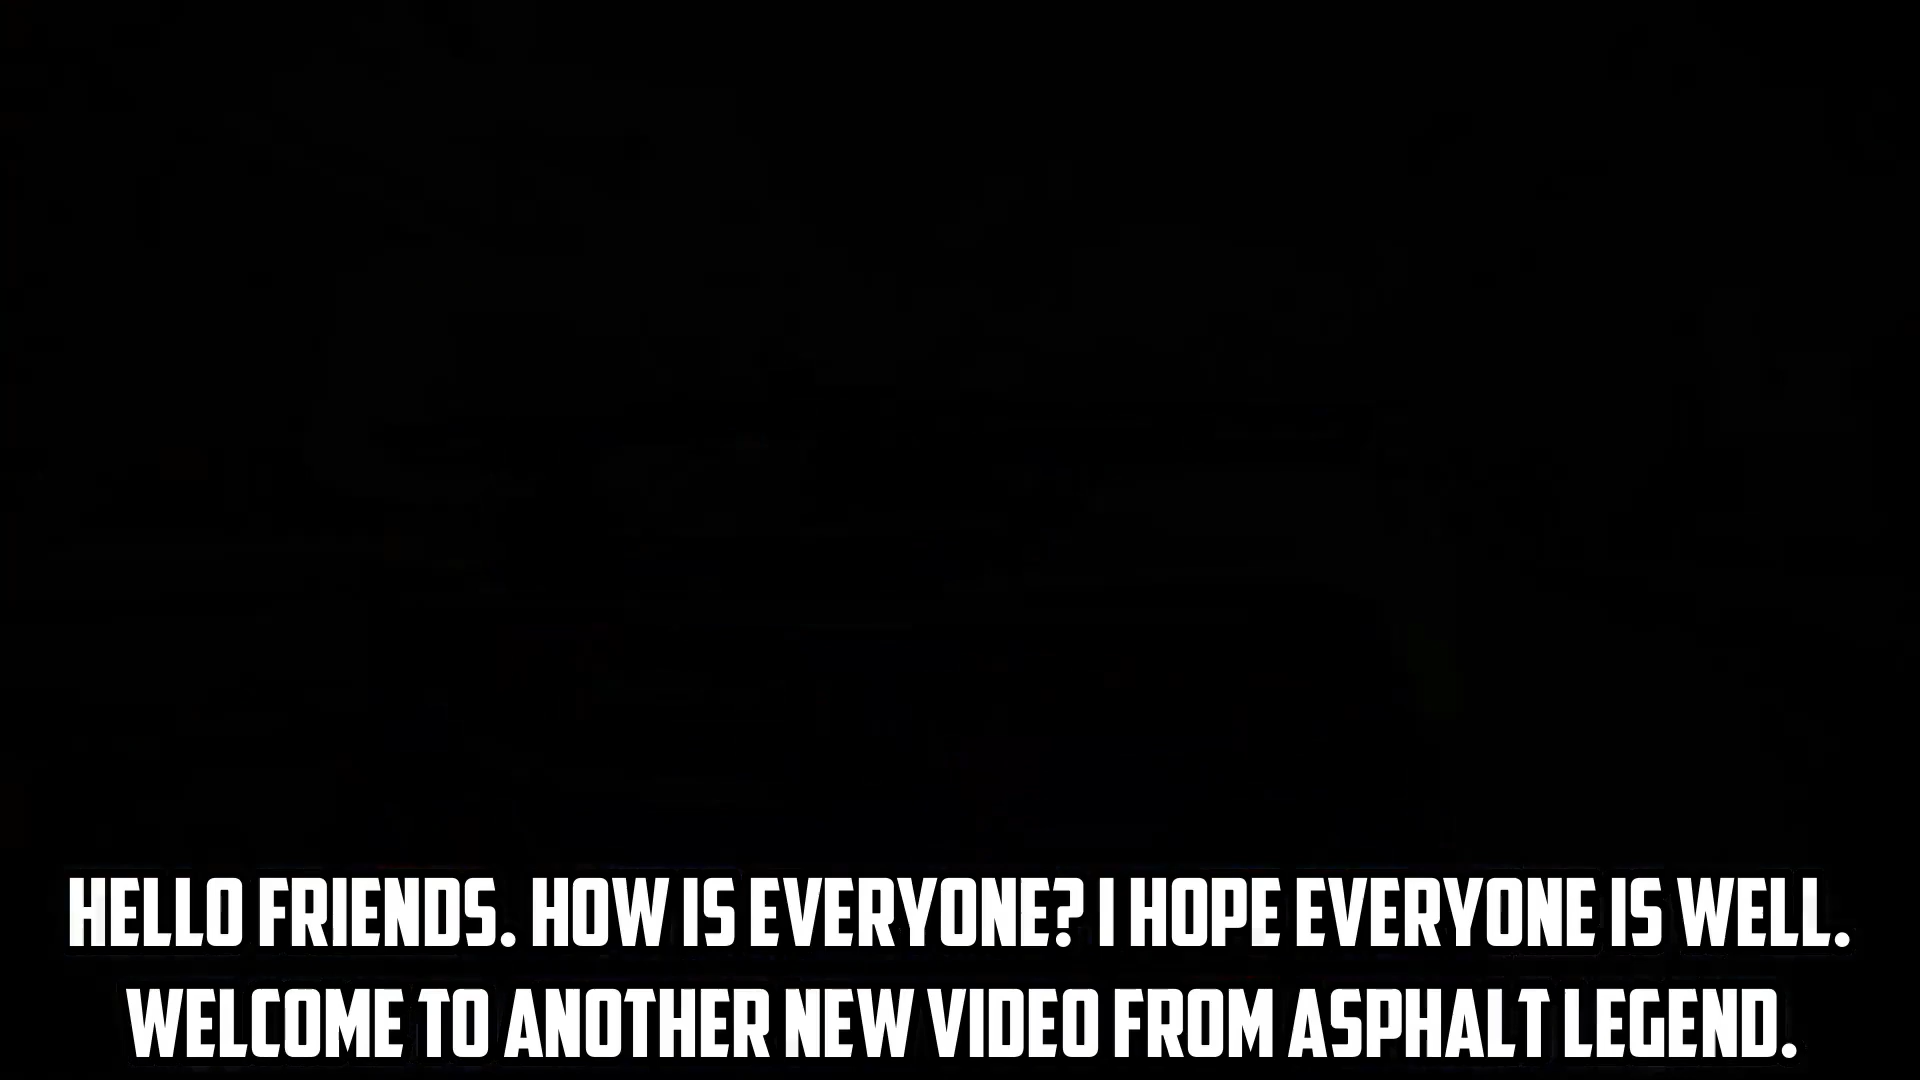 HELLO FRIENDS. HOW IS EVERYONE? I HOPE EVERYONE IS WELL.
WELCOME TO ANOTHER NEW VIDEO FROM ASPHALT LEGEND.